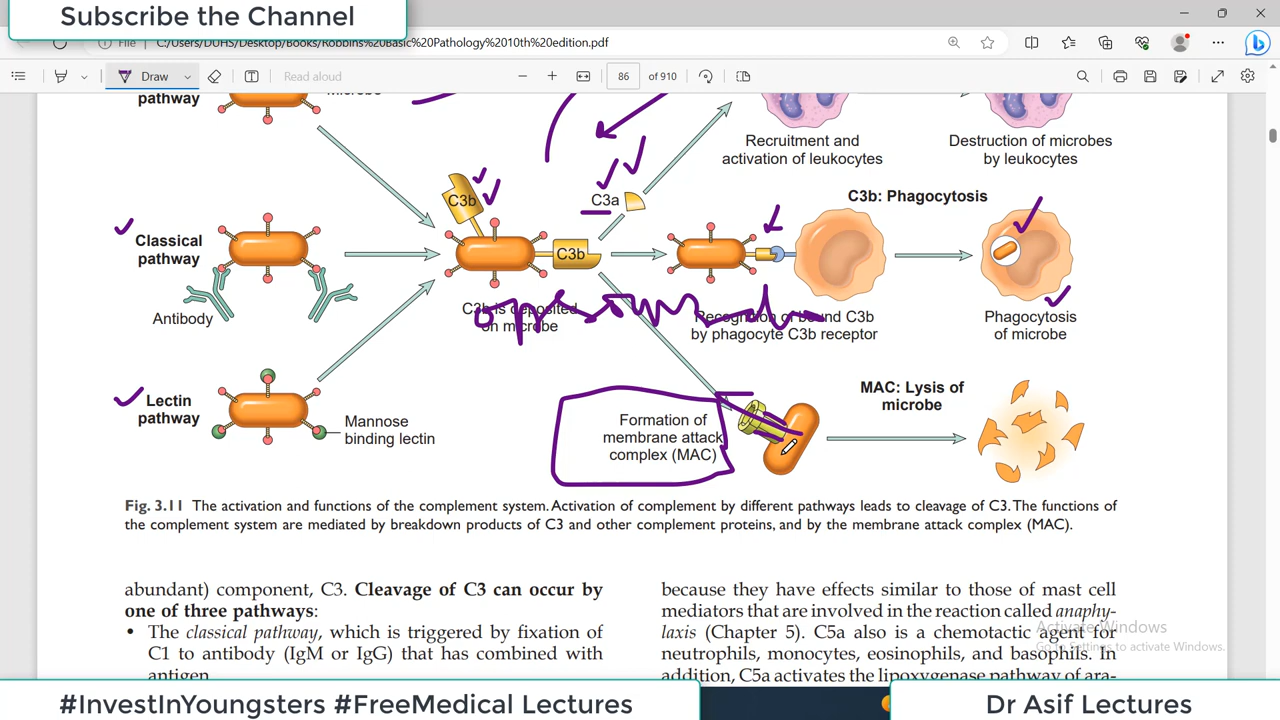 Subscribe the Channel
File
C:/Users/DUHS/Desktop/Books/Robbins%20Basic%20Pathology%2010th%20edition.pdf
Draw
Read aloud
86
of 910
pathway
microbe
Recruitment and
activation of leukocytes
Destruction of microbes
by leukocytes
C3b
C3a
C3b: Phagocytosis
Classical
pathway
C3b
Antibody
C3b is deposited
on microbe
Recognition of bound C3b
by phagocyte C3b receptor
Phagocytosis
of microbe
Lectin
pathway
Mannose
binding lectin
Formation of
membrane attack
complex (MAC)
MAC: Lysis of
microbe
Fig. 3.11 The activation and functions of the complement system. Activation of complement by different pathways leads to cleavage of C3. The functions of
the complement system are mediated by breakdown products of C3 and other complement proteins, and by the membrane attack complex (MAC).
abundant) component, C3. Cleavage of C3 can occur by
one of three pathways:
• The classical pathway, which is triggered by fixation of
C1 to antibody (IgM or IgG) that has combined with
antigen
because they have effects similar to those of mast cell
mediators that are involved in the reaction called anaphy-
laxis (Chapter 5). C5a also is a chemotactic agent for
neutrophils, monocytes, eosinophils, and basophils. In
addition, C5a activates the lipoxygenase pathway of ara-
Activate Windows
Go to Settings to activate Windows.
#InvestInYoungsters #FreeMedical Lectures
Dr Asif Lectures